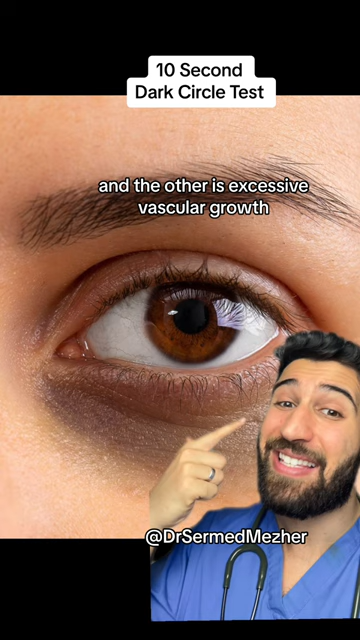 10 Second
Dark Circle Test
and the other is excessive
vascular growth
@DrSermedMezher